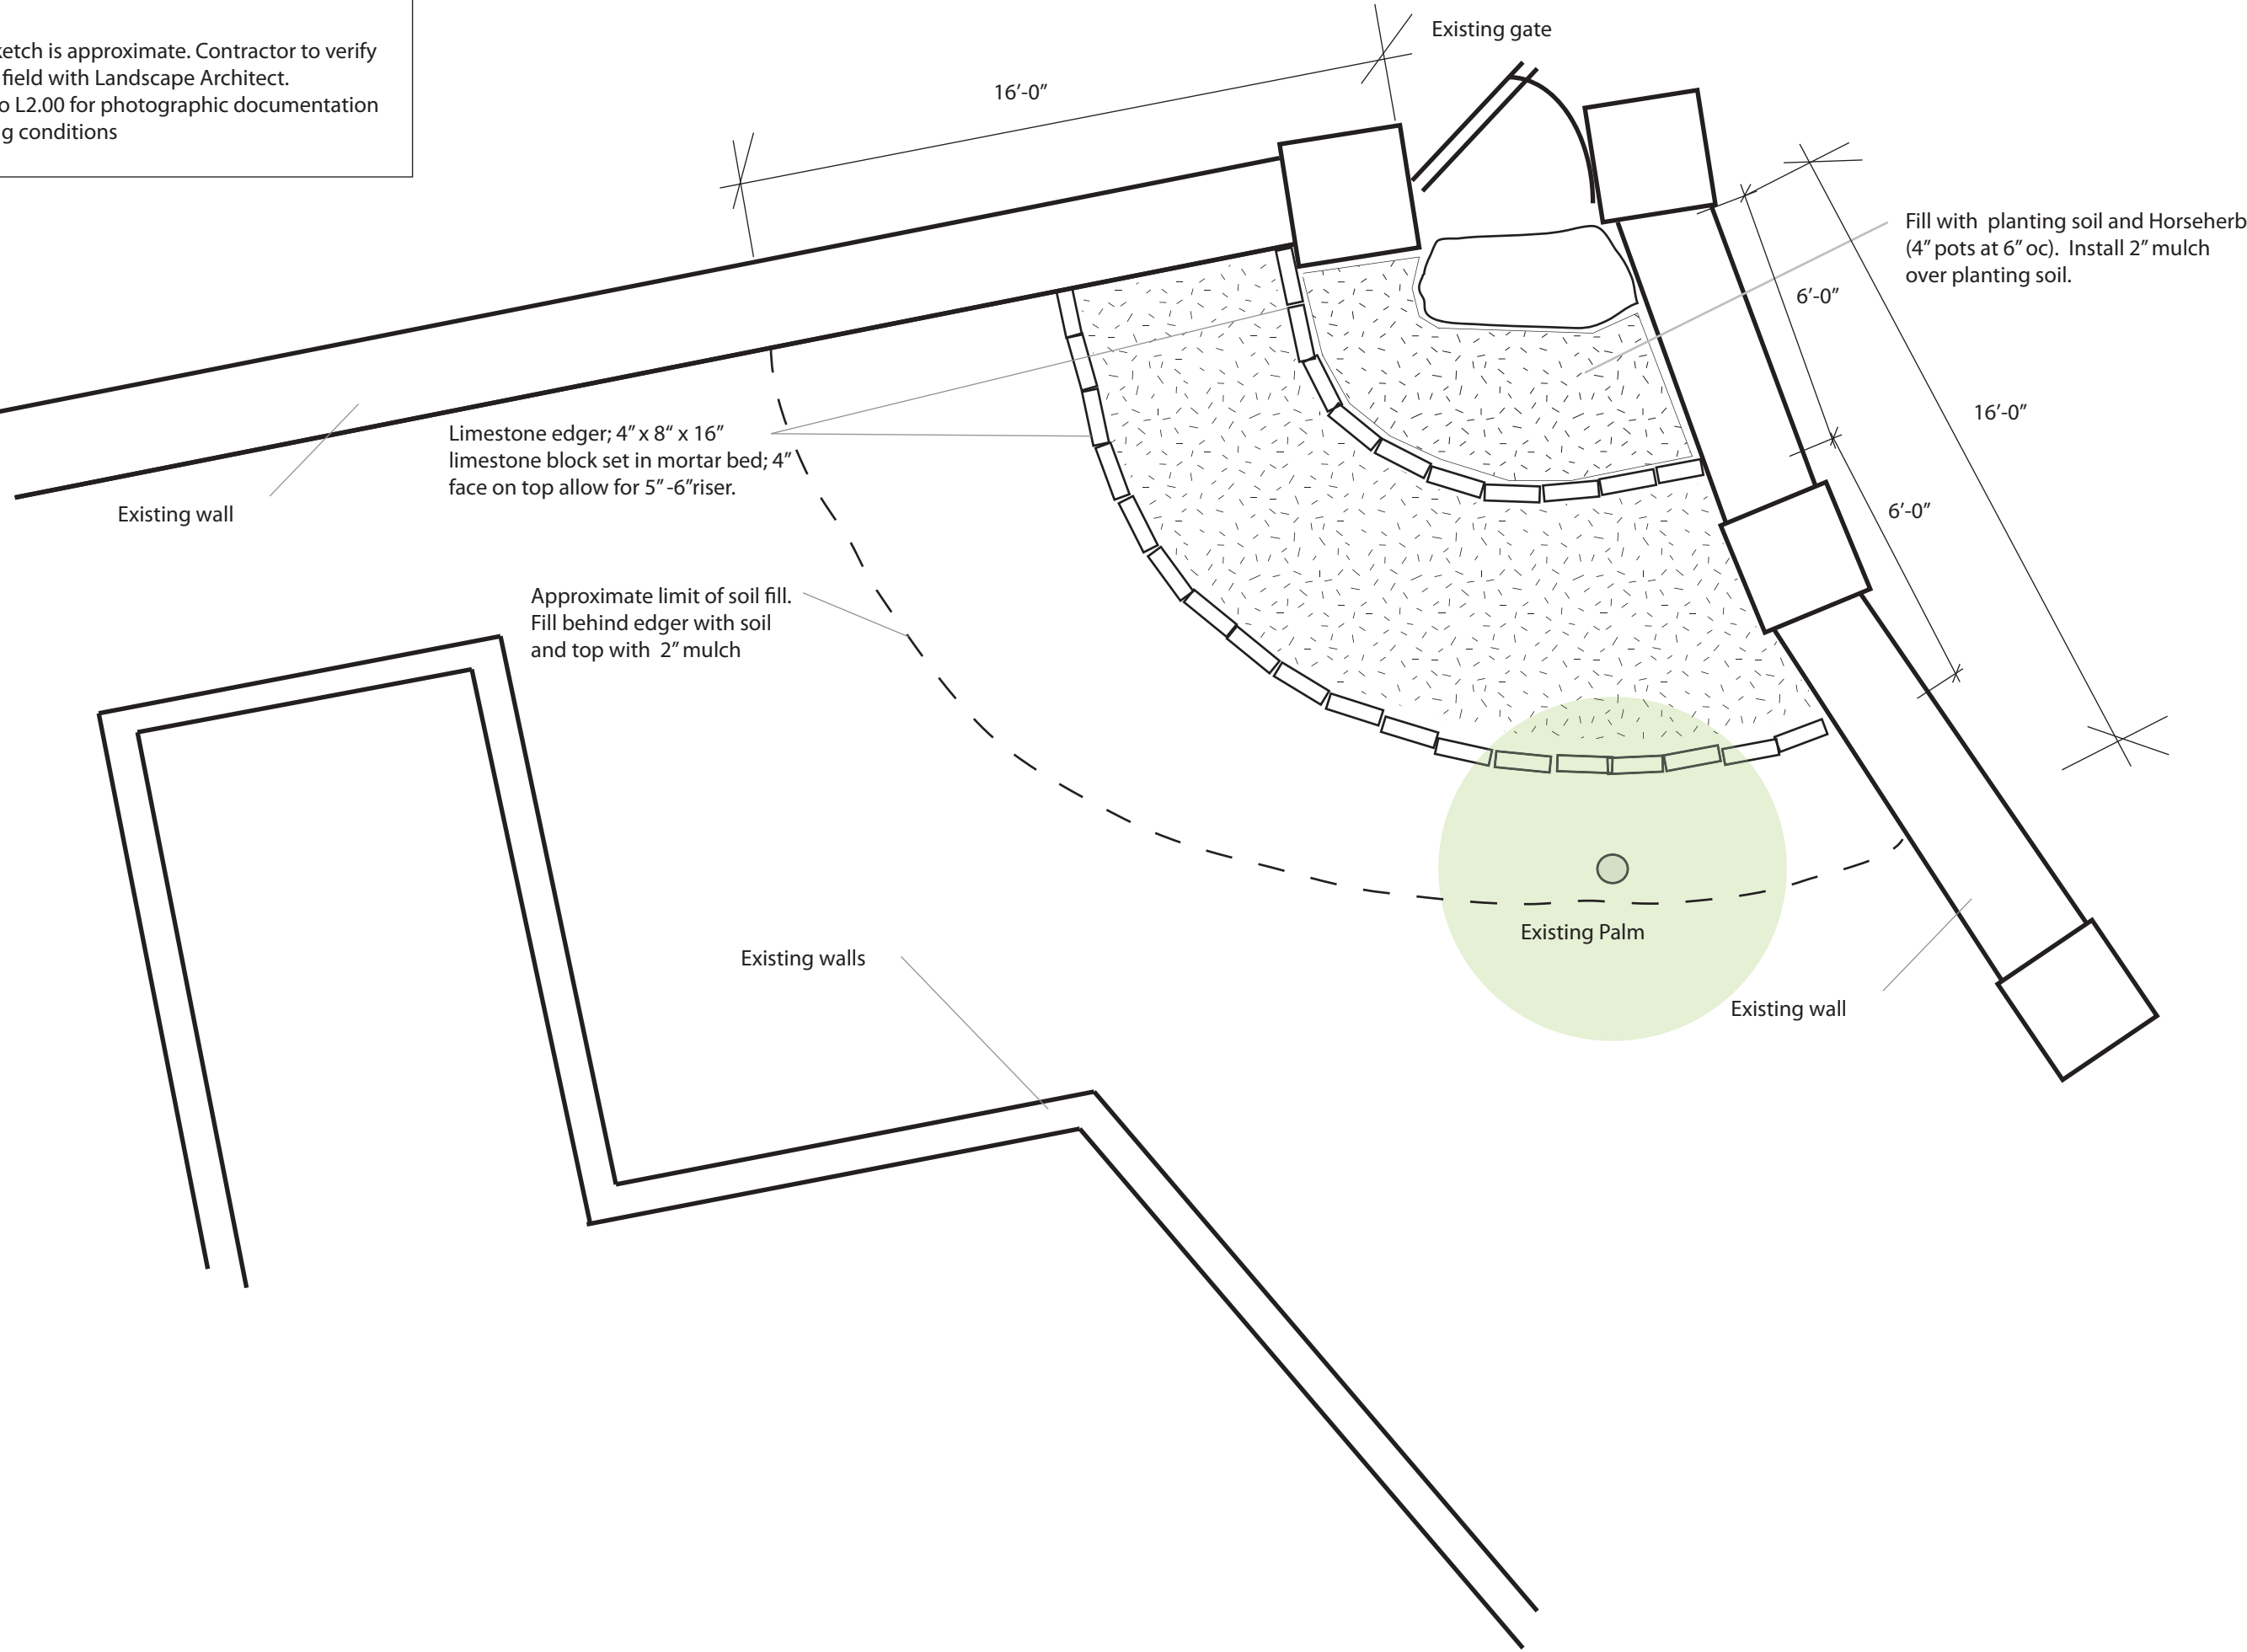 ketch is approximate. Contractor to verify
field with Landscape Architect.
o L2.00 for photographic documentation
g conditions
Existing gate
16’-0”
Fill with planting soil and Horseherb
(4” pots at 6” oc). Install 2” mulch
over planting soil.
6’-0”
16’-0”
6’-0”
Limestone edger; 4” x 8“ x 16”
limestone block set in mortar bed; 4”
face on top allow for 5” -6”riser.
Existing wall
Approximate limit of soil fill.
Fill behind edger with soil
and top with 2” mulch
Existing Palm
Existing walls
Existing wall